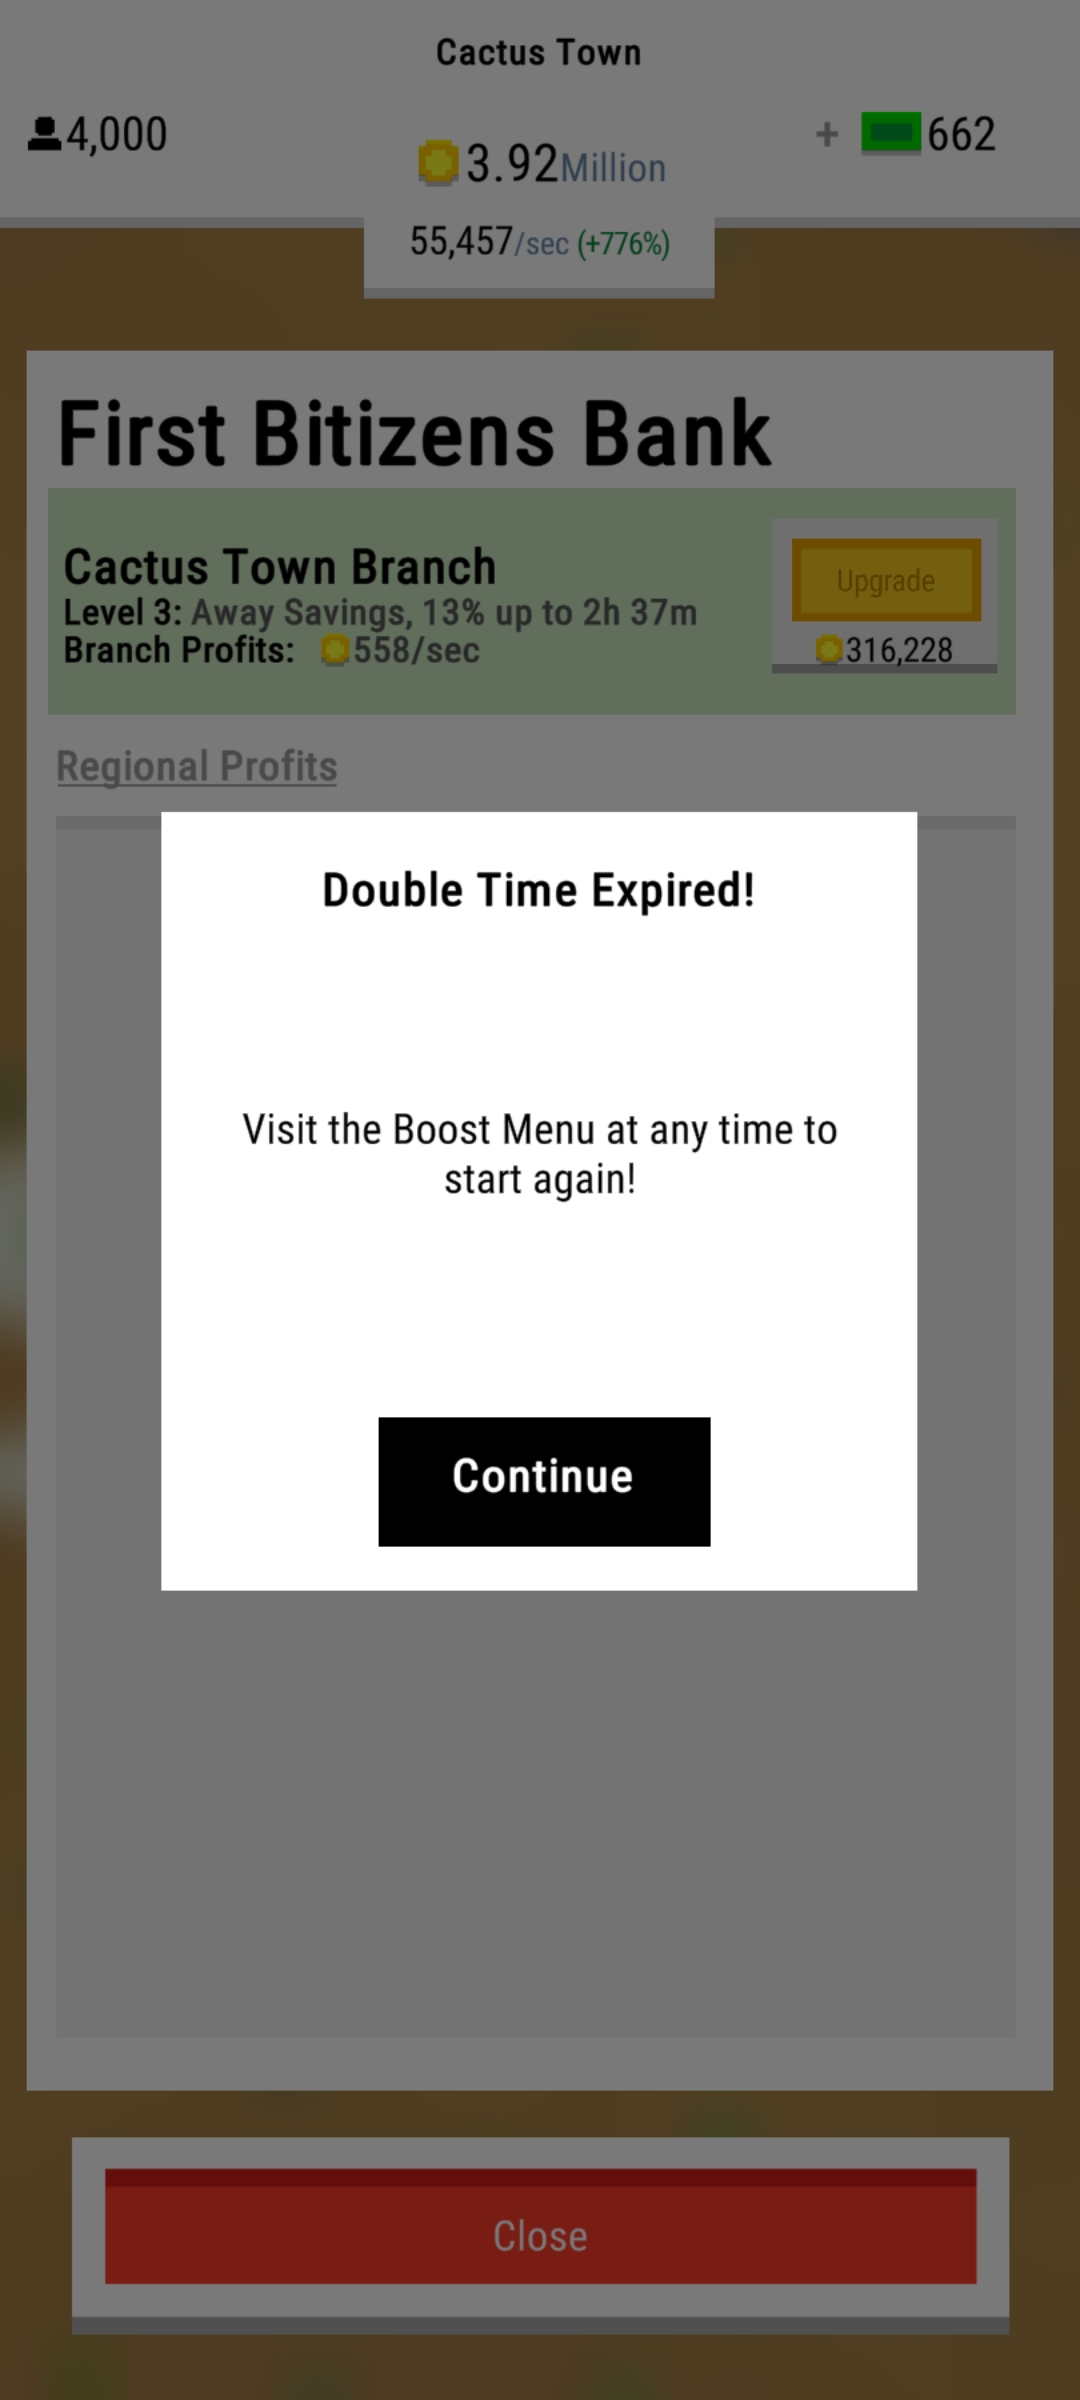 Cactus Town
4,000
3.92Million
+ 662
55,457/sec (+776%)
First Bitizens Bank
Cactus Town Branch
Level 3: Away Savings, 13% up to 2h 37m
Branch Profits: 558/sec
Upgrade
316,228
Regional Profits
Double Time Expired!
Visit the Boost Menu at any time to
start again!
Continue
Close